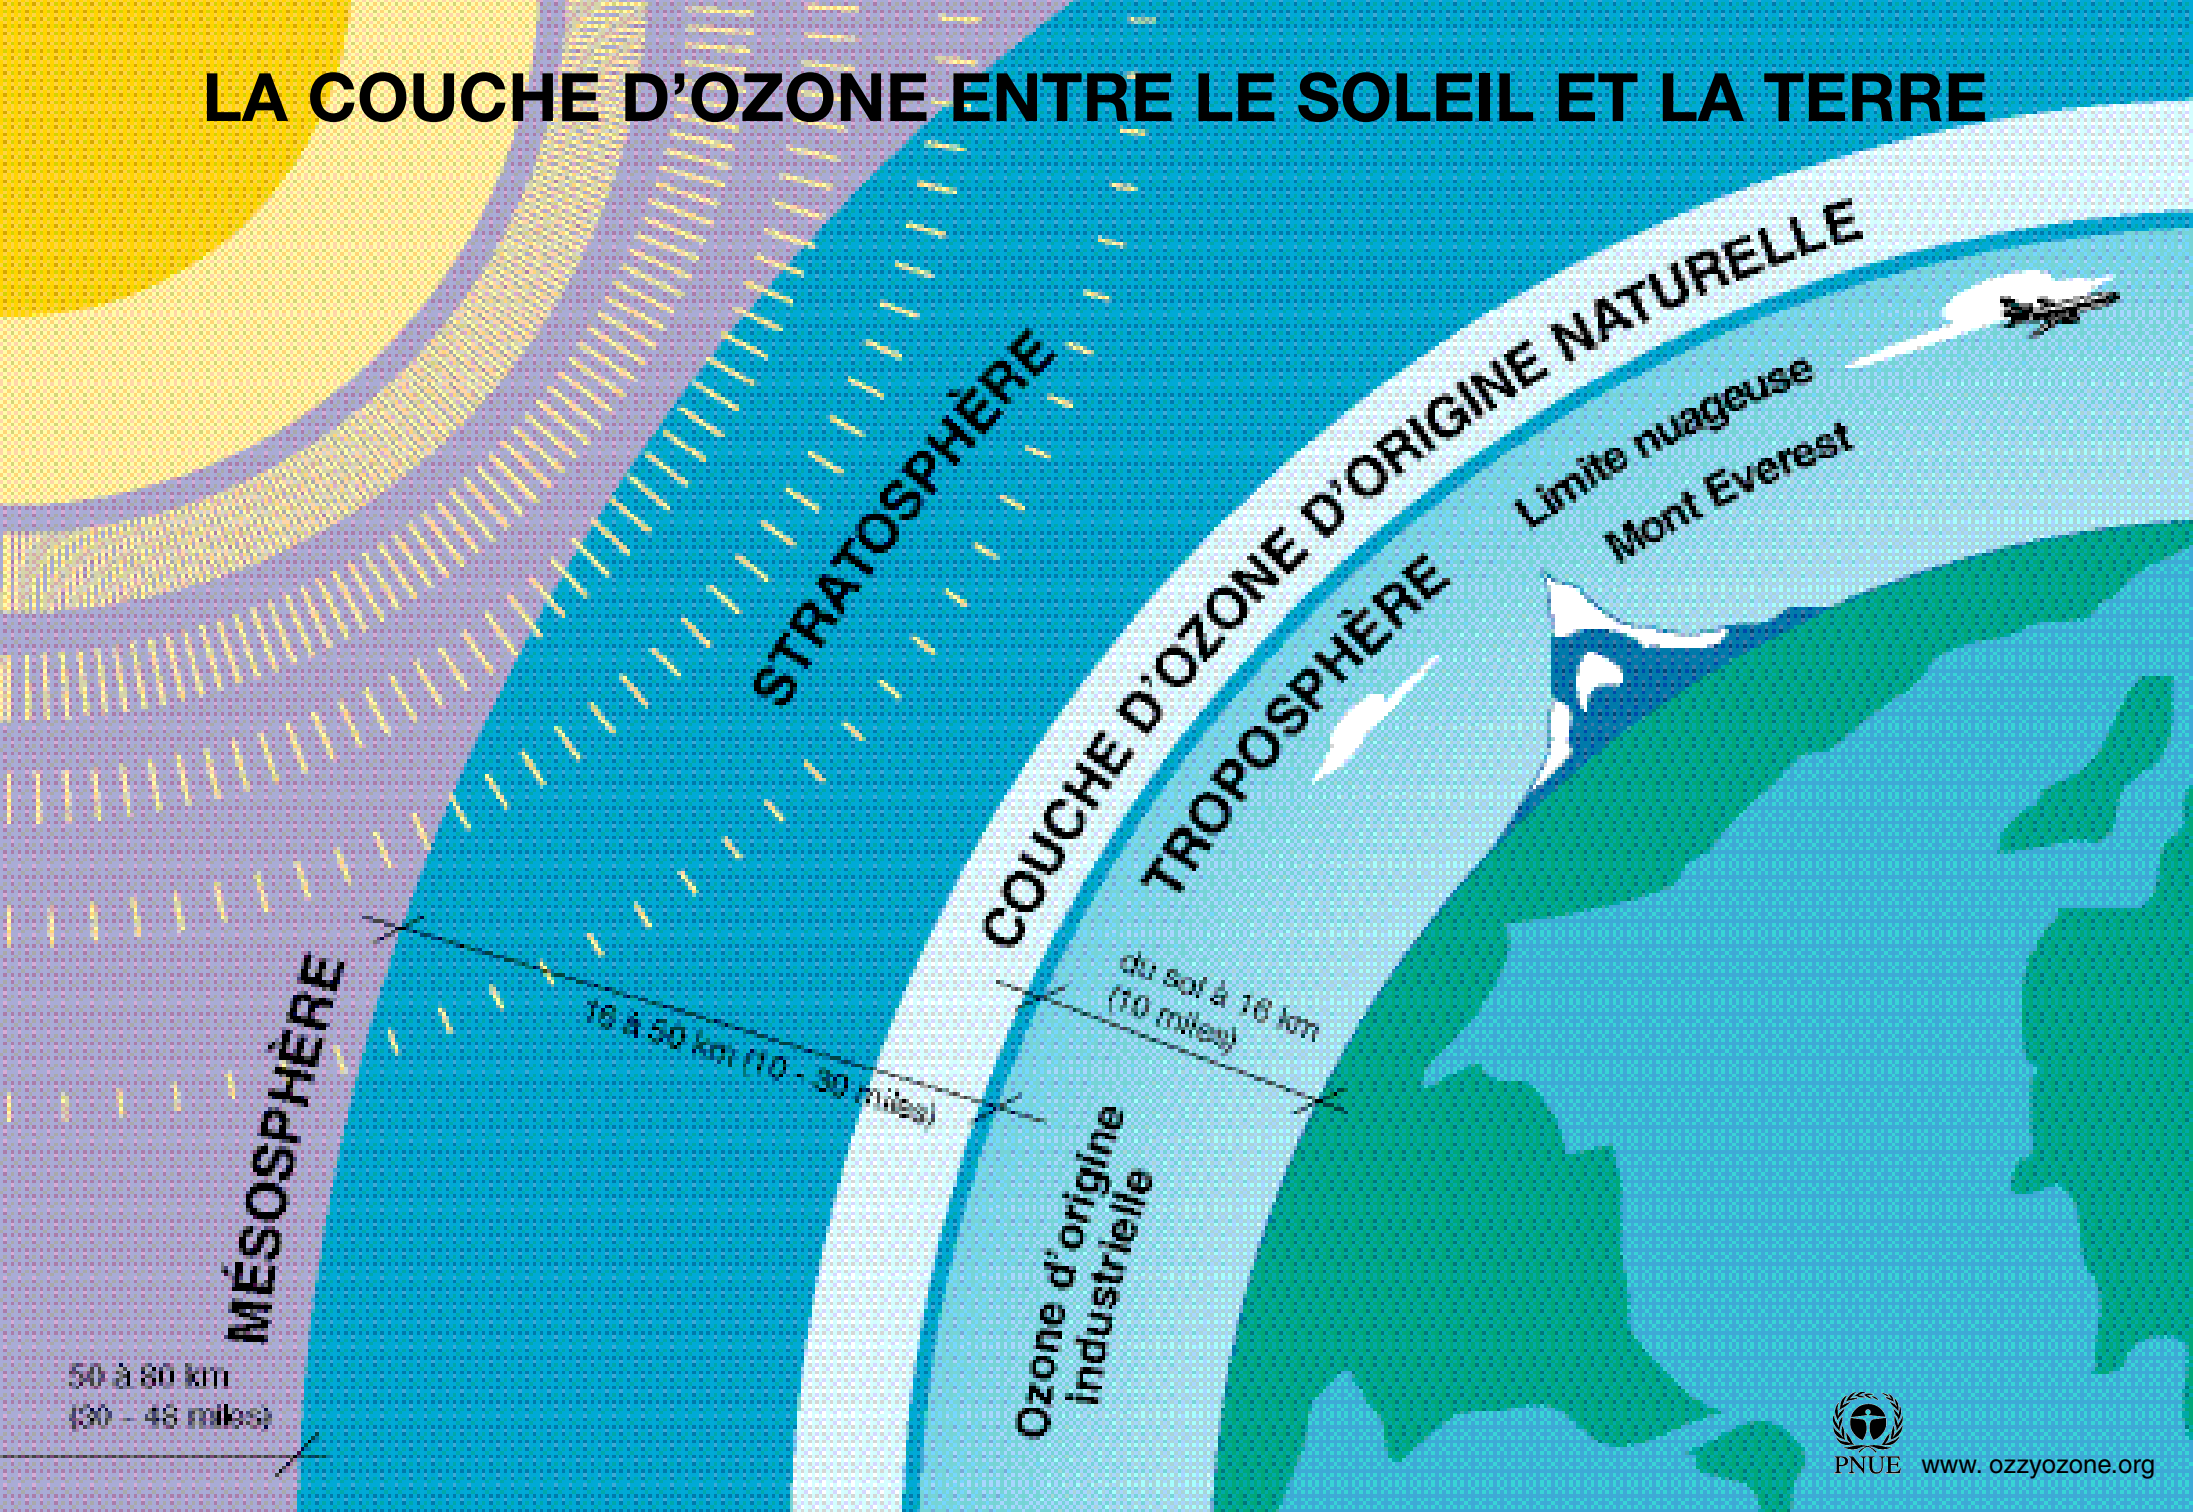 LA COUCHE D'OZONE ENTRE LE SOLEIL ET LA TERRE
COUCHE D'OZONE D'ORIGINE NATURELLE
STRATOSPHÈRE
Limite nuageuse
Mont Everest
TROPOSPHÈRE
du sol à 16 km
(10 miles)
16 à 50 km (10 - 30 miles)
MÉSOSPHÈRE
Ozone d'origine
industrielle
50 à 80 km
(30 - 48 miles)
PNUE
www. ozzyozone.org